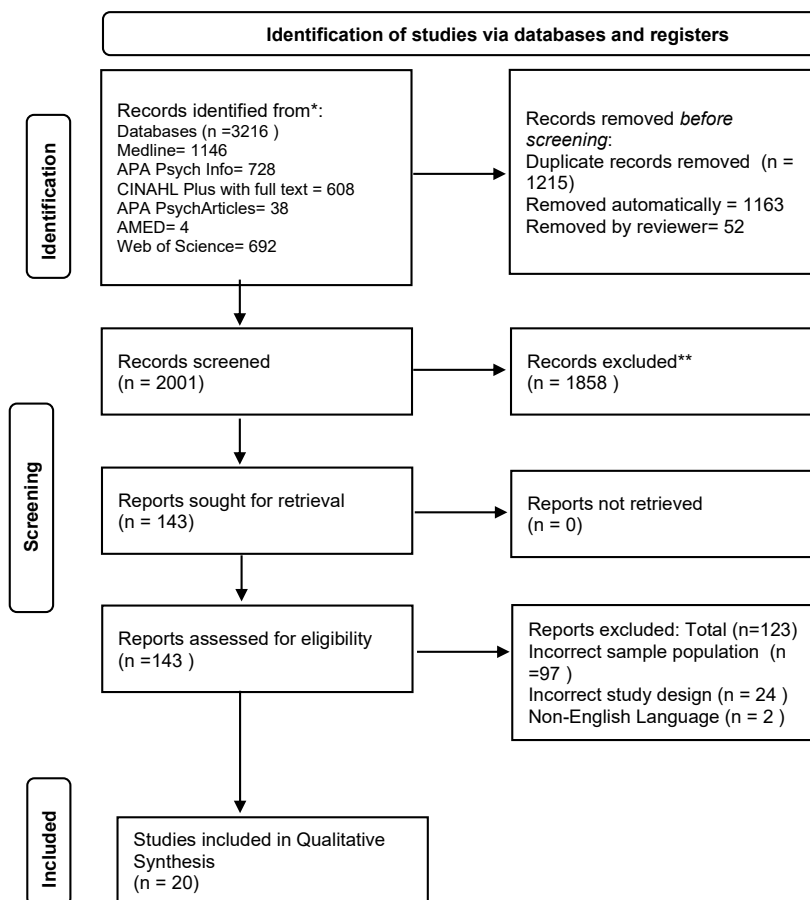 Identification of studies via databases and registers
Identification
Records identified from*:
Databases (n =3216 )
Medline= 1146
APA Psych Info= 728
CINAHL Plus with full text = 608
APA PsychArticles= 38
AMED= 4
Web of Science= 692
Records removed before
screening:
Duplicate records removed (n =
1215)
Removed automatically = 1163
Removed by reviewer= 52
Screening
Records screened
(n = 2001)
Records excluded**
(n = 1858 )
Reports sought for retrieval
(n = 143)
Reports not retrieved
(n = 0)
Reports assessed for eligibility
(n =143 )
Reports excluded: Total (n=123)
Incorrect sample population (n
=97 )
Incorrect study design (n = 24 )
Non-English Language (n = 2 )
Included
Studies included in Qualitative
Synthesis
(n = 20)